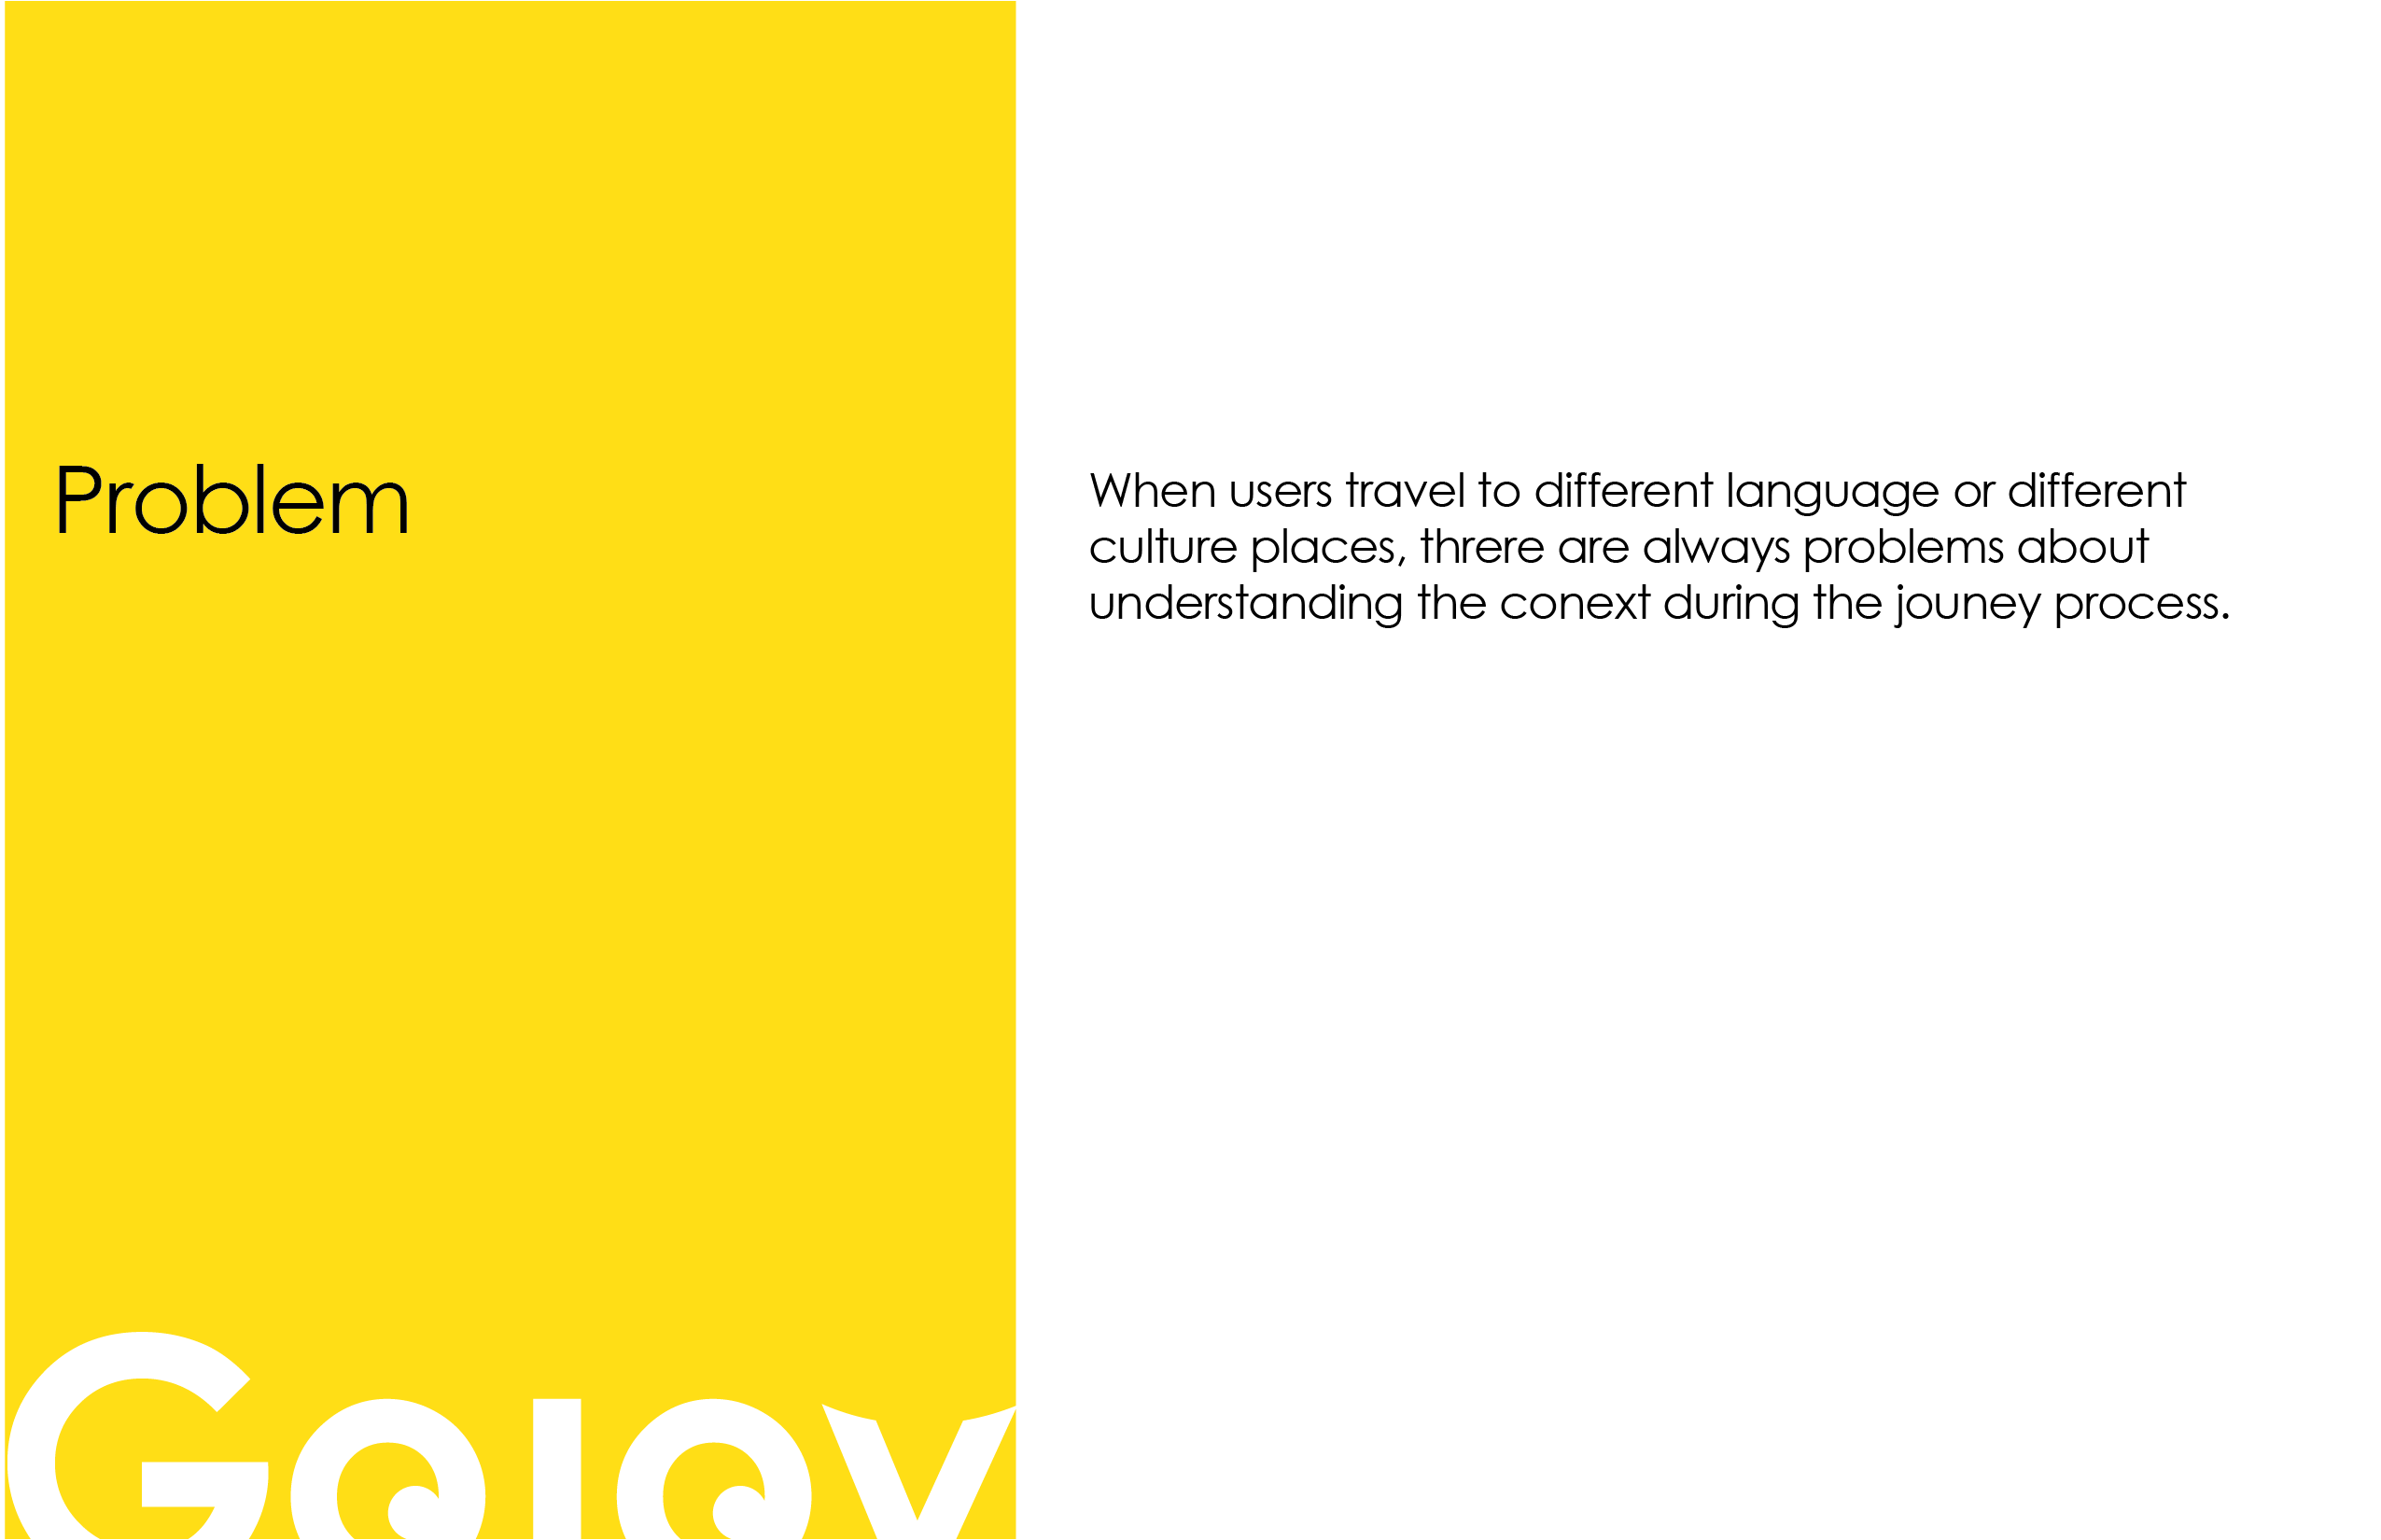 Problem
When users travel to different language or different
culture places, threre are always problems about
understanding the conext during the jouney process.